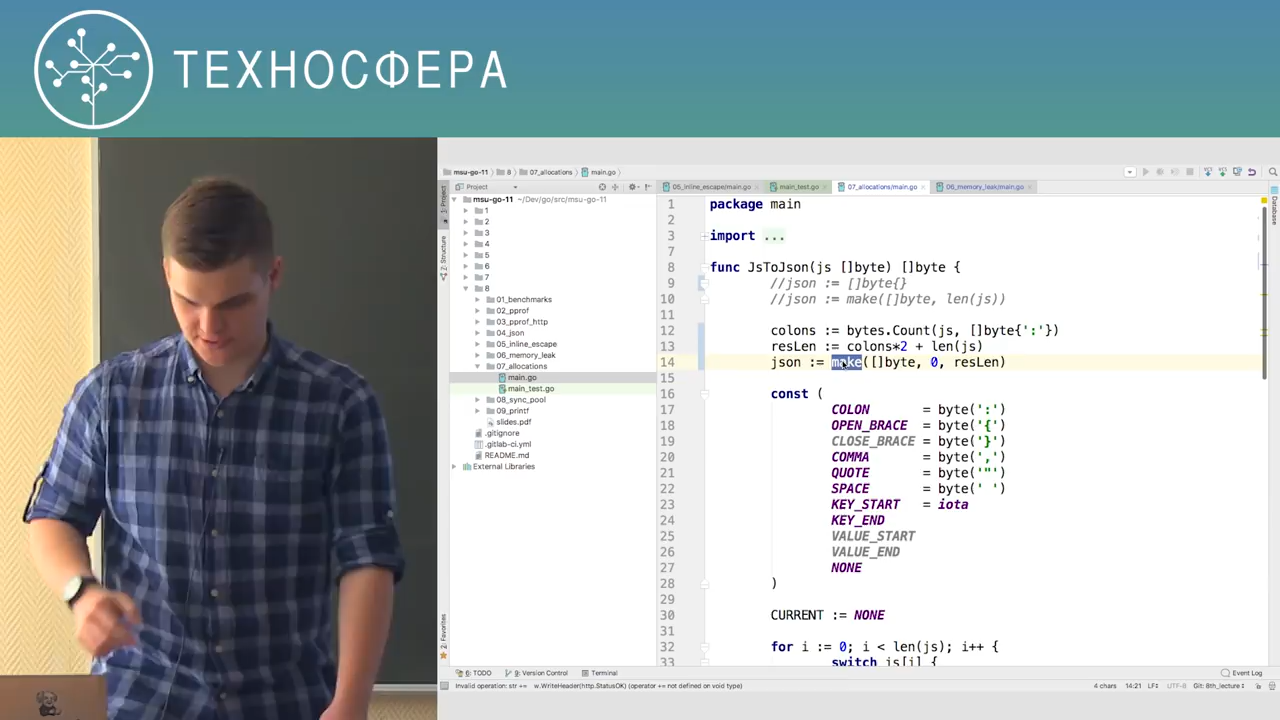 ТЕХНОСФЕРА
msu-go-11 8 07_allocations main.go
Project
05_inline_escape/main.go main_test.go 07_allocations/main.go 06_memory_leak/main.go
msu-go-11 ~/Dev/go/src/msu-go-11
1
2
3
4
5
6
7
8
01_benchmarks
02_pprof
03_pprof_http
04_json
05_inline_escape
06_memory_leak
07_allocations
main.go
main_test.go
08_sync_pool
09_printf
slides.pdf
.gitignore
.gitlab-ci.yml
README.md
External Libraries
1: Project
7: Structure
2: Favorites
Database
1 package main
2
3 import ...
7
8 func JsToJson(js []byte) []byte {
9 //json := []byte{}
10 //json := make([]byte, len(js))
11
12 colons := bytes.Count(js, []byte{':'})
13 resLen := colons*2 + len(js)
14 json := make([]byte, 0, resLen)
15
16 const (
17 COLON = byte(':')
18 OPEN_BRACE = byte('{')
19 CLOSE_BRACE = byte('}')
20 COMMA = byte(',')
21 QUOTE = byte('"')
22 SPACE = byte(' ')
23 KEY_START = iota
24 KEY_END
25 VALUE_START
26 VALUE_END
27 NONE
28 )
29
30 CURRENT := NONE
31
32 for i := 0; i < len(js); i++ {
33 switch js[i] {
6: TODO 9: Version Control Terminal Event Log
Invalid operation: str += w.WriteHeader(http.StatusOK) (operator += not defined on void type) 4 chars 14:21 LF UTF-8 Git: 8th_lecture